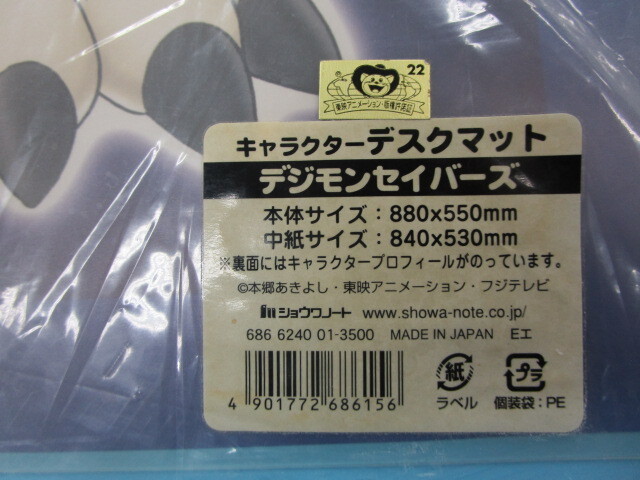 22
東映アニメーション・版権許諾証
キャラクターデスクマット
デジモンセイバーズ
本体サイズ：880x550mm
中紙サイズ：840x530mm
※裏面にはキャラクタープロフィールがのっています。
©本郷あきよし・東映アニメーション・フジテレビ
ショウワノート www.showa-note.co.jp/
686 6240 01-3500 MADE IN JAPAN Eエ
4 901772 686156
紙 プラ
ラベル 個装袋：PE